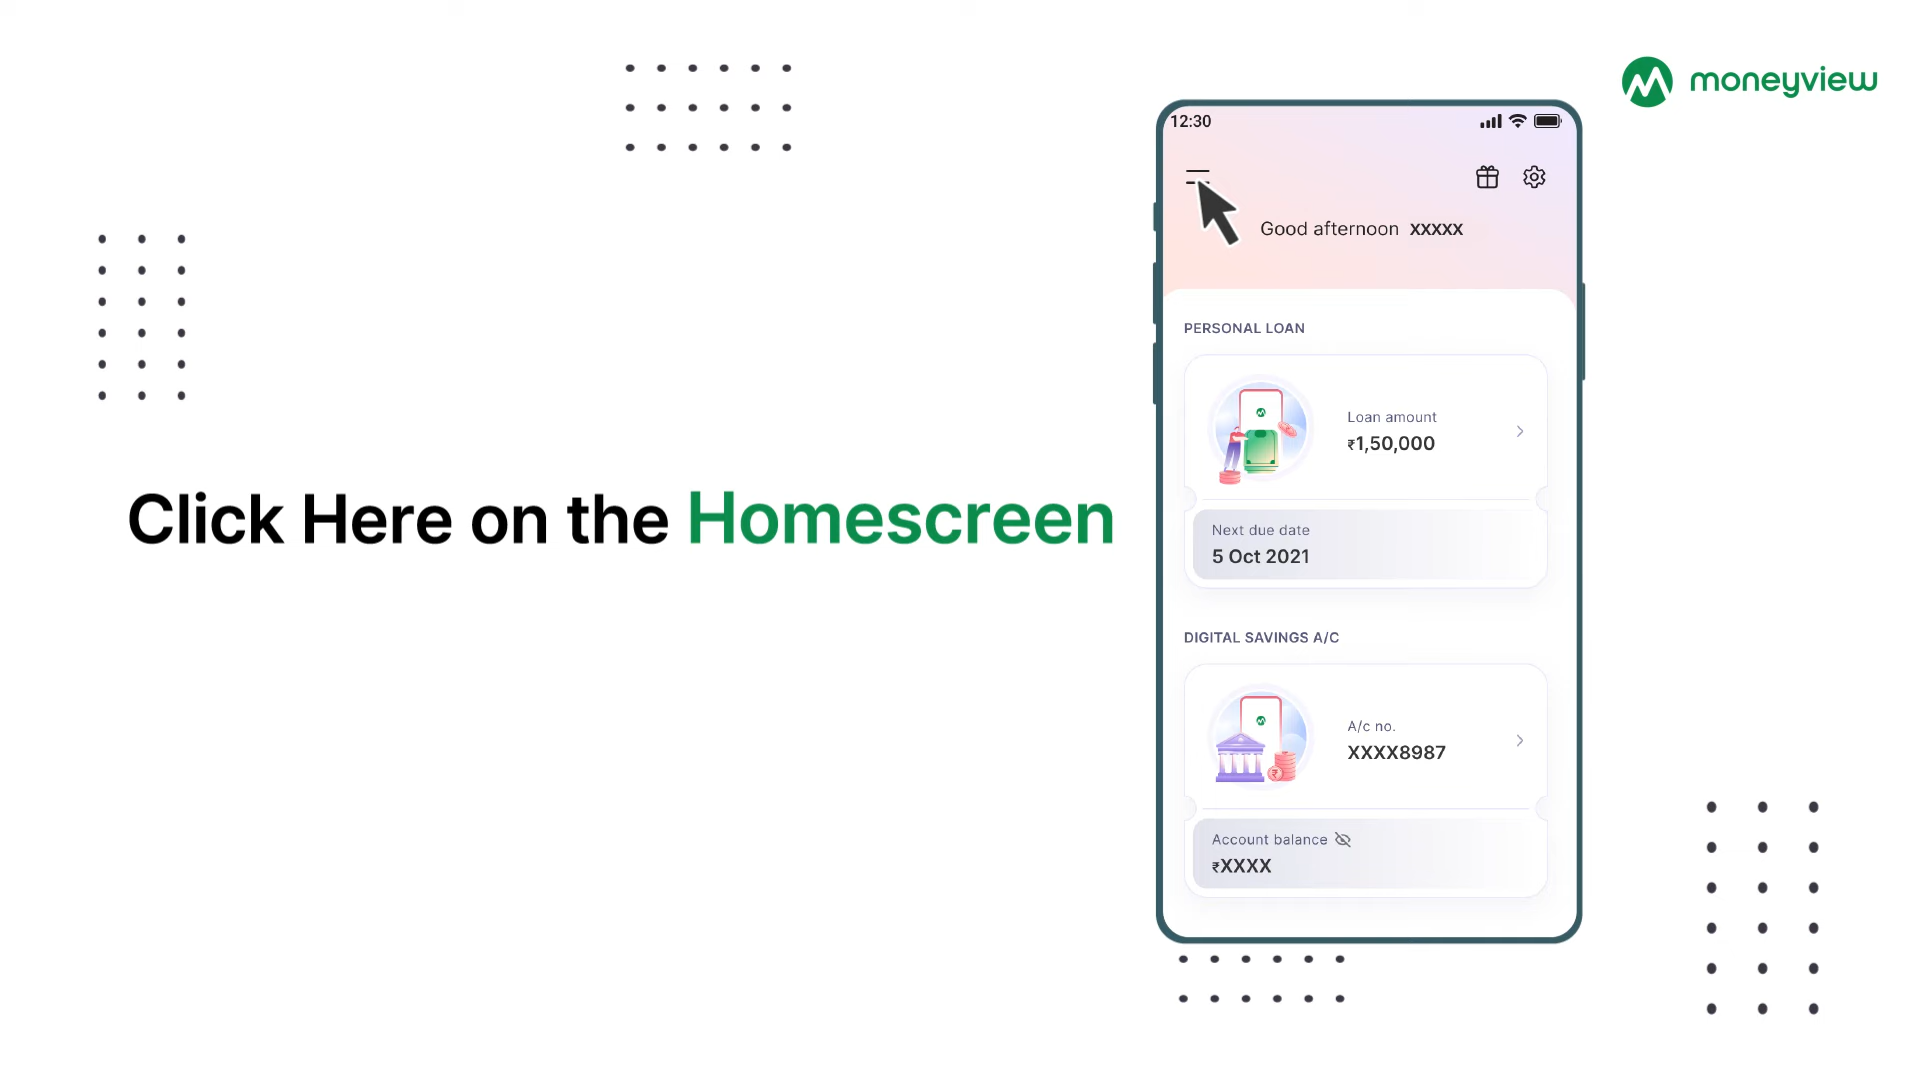 moneyview
12:30
Good afternoon XXXXX
PERSONAL LOAN
Loan amount
₹1,50,000
Next due date
5 Oct 2021
Click Here on the Homescreen
DIGITAL SAVINGS A/C
A/c no.
XXXX8987
Account balance
₹XXXX